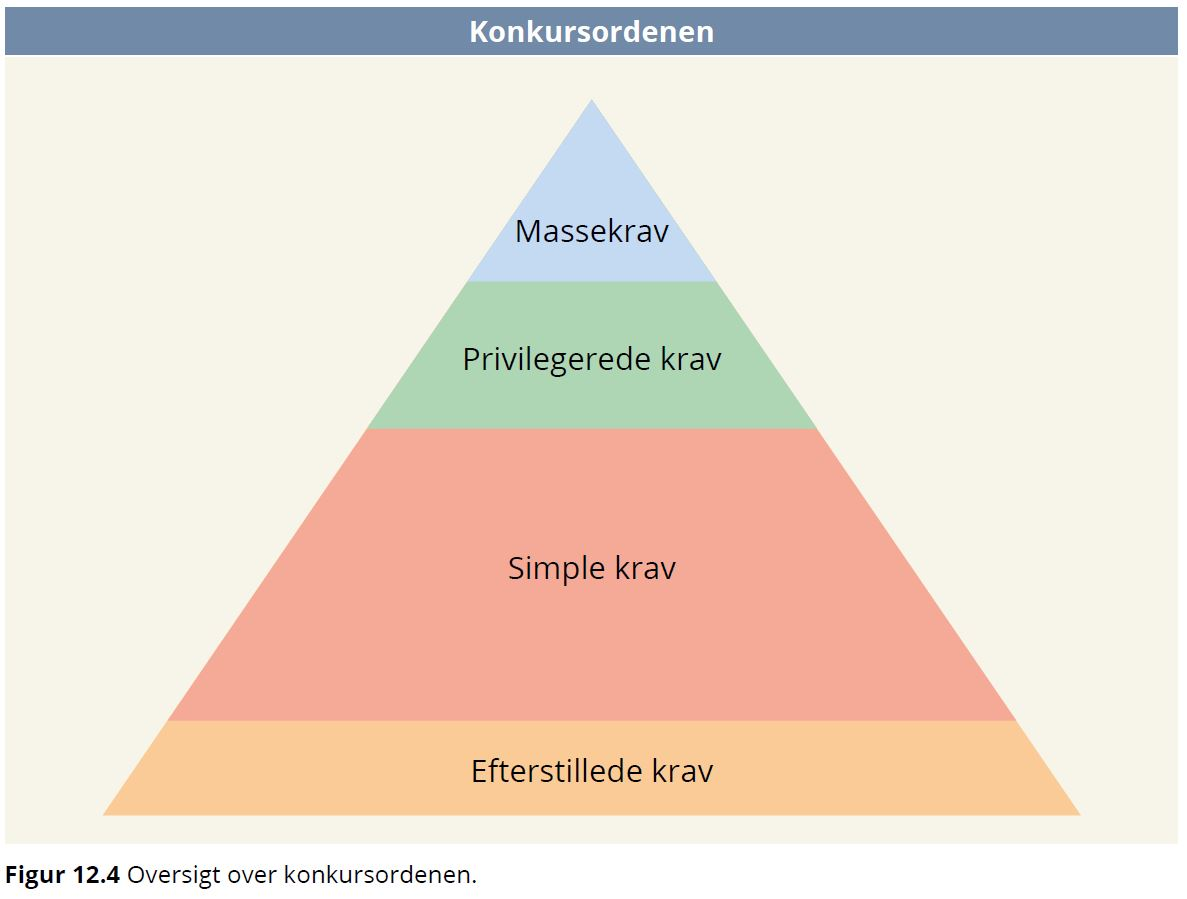 Konkursordenen
Massekrav
Privilegerede krav
Simple krav
Efterstillede krav
Figur 12.4 Oversigt over konkursordenen.